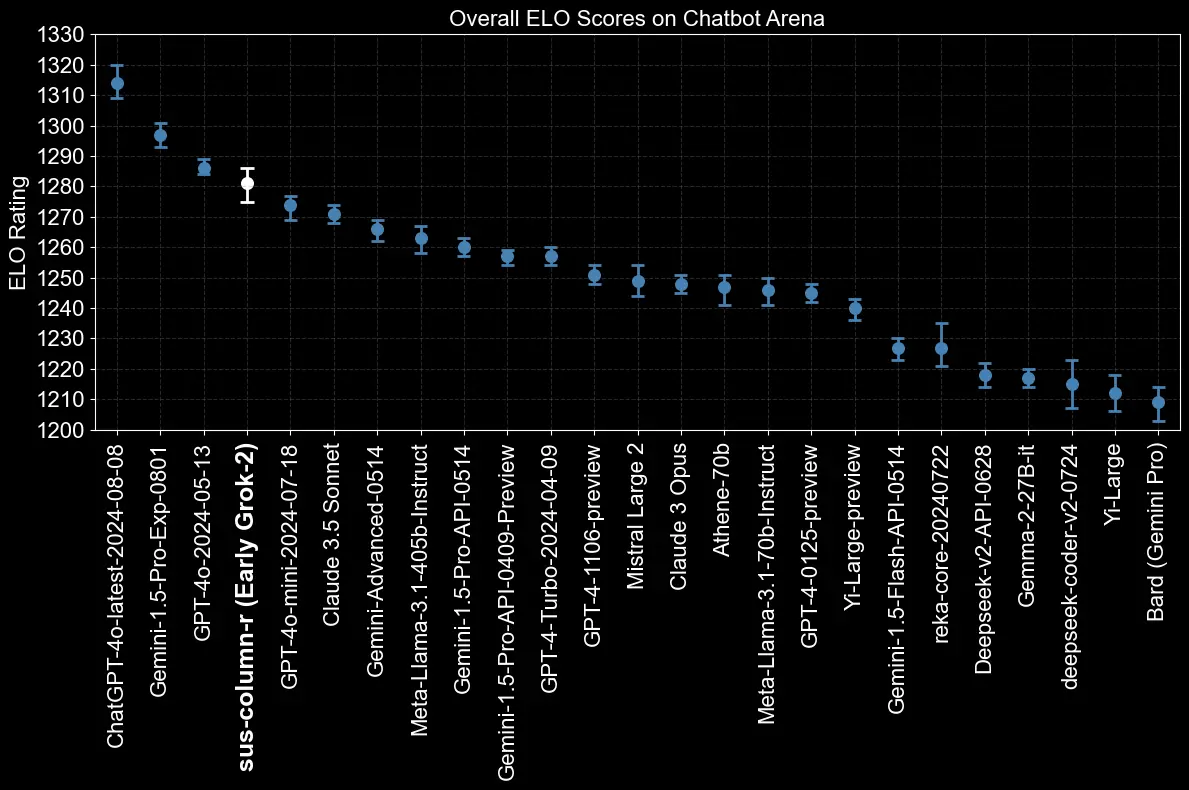 Overall ELO Scores on Chatbot Arena
1330
1320
1310
1300
1290
1280
1270
1260
1250
1240
1230
1220
1210
1200
ELO Rating
ChatGPT-4o-latest-2024-08-08
Gemini-1.5-Pro-Exp-0801
GPT-4o-2024-05-13
sus-column-r (Early Grok-2)
GPT-4o-mini-2024-07-18
Claude 3.5 Sonnet
Gemini-Advanced-0514
Meta-Llama-3.1-405b-Instruct
Gemini-1.5-Pro-API-0514
Gemini-1.5-Pro-API-0409-Preview
GPT-4-Turbo-2024-04-09
GPT-4-1106-preview
Mistral Large 2
Claude 3 Opus
Athene-70b
Meta-Llama-3.1-70b-Instruct
GPT-4-0125-preview
Yi-Large-preview
Gemini-1.5-Flash-API-0514
reka-core-20240722
Deepseek-v2-API-0628
Gemma-2-27B-it
deepseek-coder-v2-0724
Yi-Large
Bard (Gemini Pro)